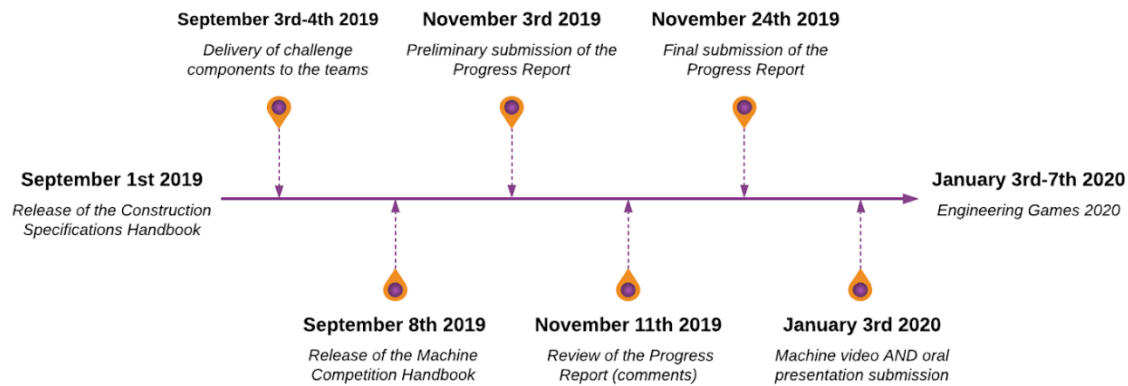 September 3rd-4th 2019
Delivery of challenge
components to the teams
November 3rd 2019
Preliminary submission of the
Progress Report
November 24th 2019
Final submission of the
Progress Report
September 1st 2019
Release of the Construction
Specifications Handbook
January 3rd-7th 2020
Engineering Games 2020
September 8th 2019
Release of the Machine
Competition Handbook
November 11th 2019
Review of the Progress
Report (comments)
January 3rd 2020
Machine video AND oral
presentation submission